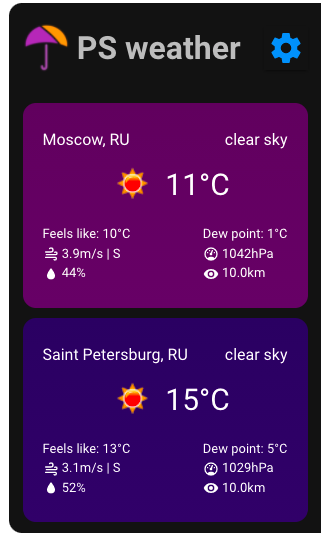 PS weather
Moscow, RU clear sky
11°C
Feels like: 10°C Dew point: 1°C
3.9m/s | S 1042hPa
44% 10.0km
Saint Petersburg, RU clear sky
15°C
Feels like: 13°C Dew point: 5°C
3.1m/s | S 1029hPa
52% 10.0km